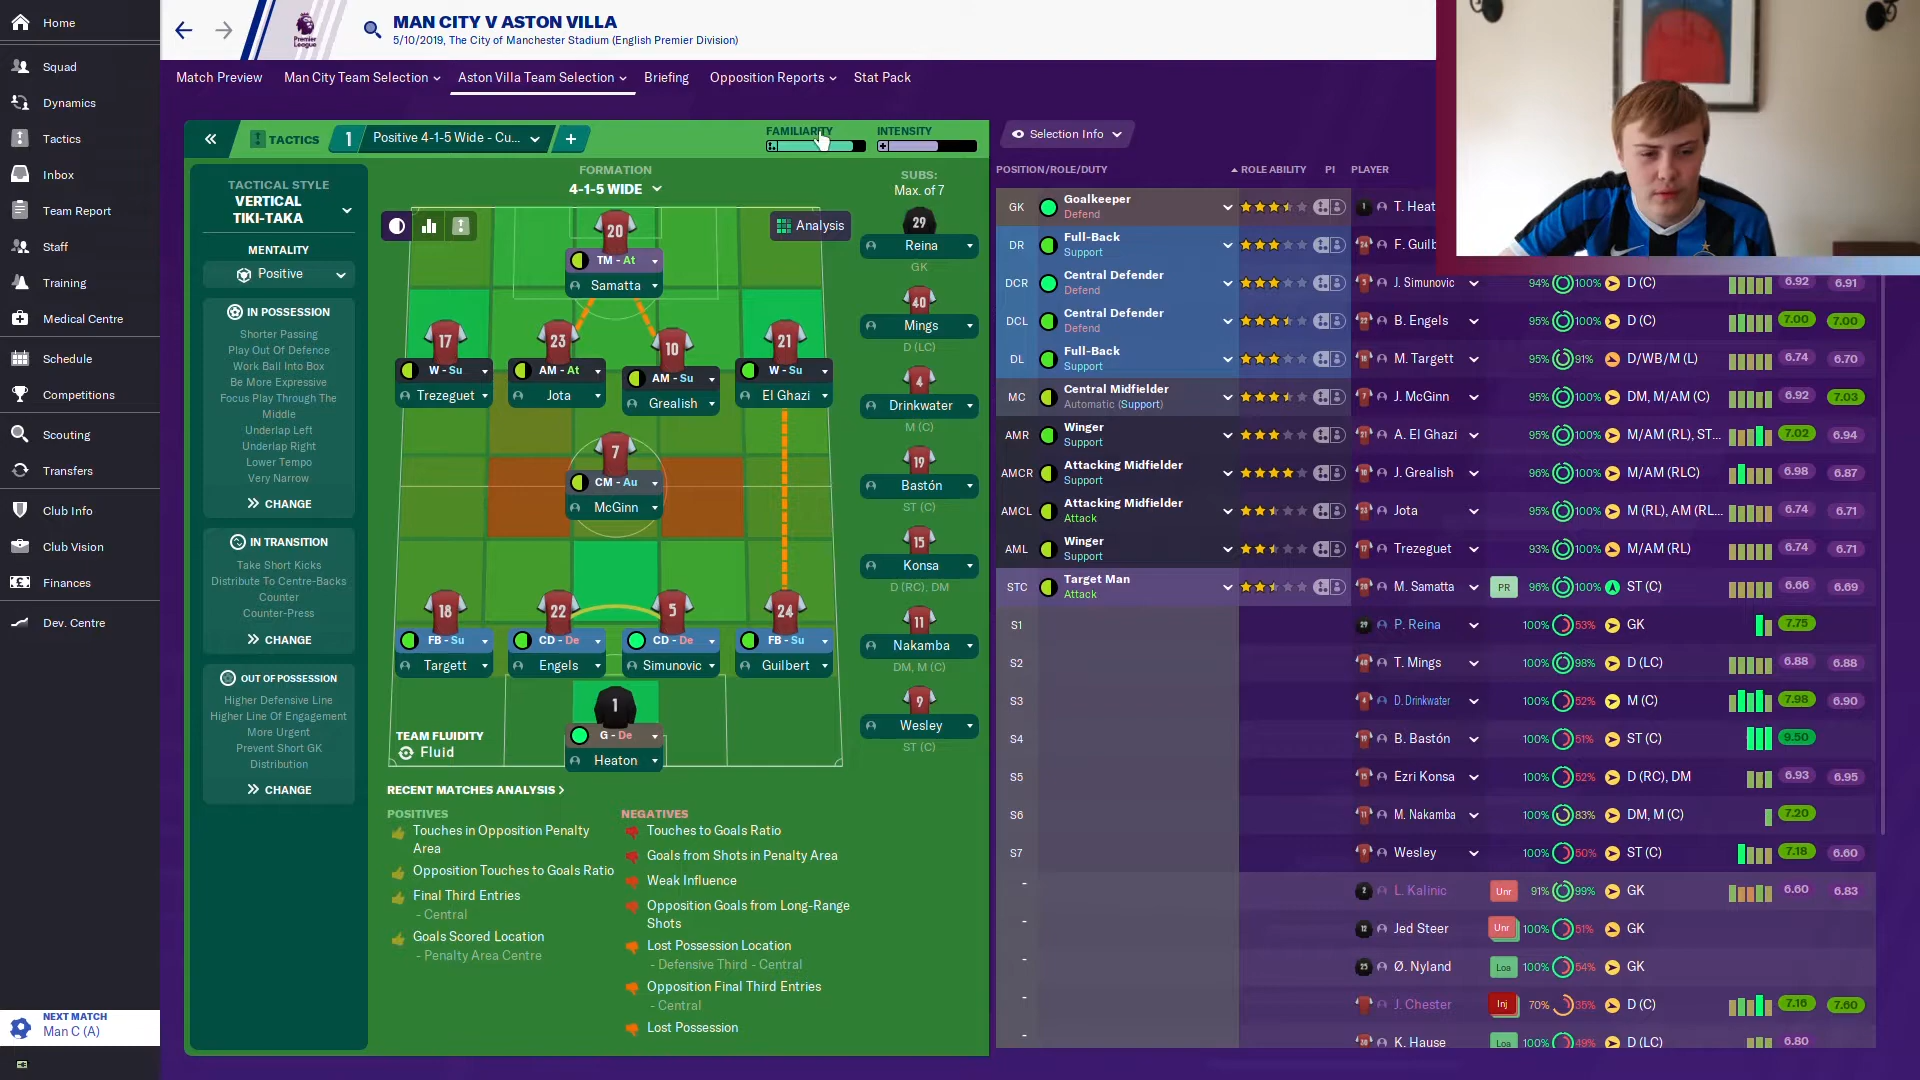 Home
Squad
Dynamics
Tactics
Inbox
Team Report
Staff
Training
Medical Centre
Schedule
Competitions
Scouting
Transfers
Club Info
Club Vision
Finances
Dev. Centre
NEXT MATCH
Man C (A)
Premier League
MAN CITY V ASTON VILLA
5/10/2019, The City of Manchester Stadium (English Premier Division)
Match Preview Man City Team Selection Aston Villa Team Selection Briefing Opposition Reports Stat Pack
TACTICS 1 Positive 4-1-5 Wide - Cu... + FAMILIARITY INTENSITY
TACTICAL STYLE
VERTICAL
TIKI-TAKA
MENTALITY
Positive
IN POSSESSION
Shorter Passing
Play Out Of Defence
Work Ball Into Box
Be More Expressive
Focus Play Through The
Middle
Underlap Left
Underlap Right
Lower Tempo
Very Narrow
CHANGE
IN TRANSITION
Take Short Kicks
Distribute To Centre-Backs
Counter
Counter-Press
CHANGE
OUT OF POSSESSION
Higher Defensive Line
Higher Line Of Engagement
More Urgent
Prevent Short GK
Distribution
CHANGE
FORMATION
4-1-5 WIDE
Analysis
20
TM - At
Samatta
17 23 10 21
W - Su AM - At AM - Su W - Su
Trezeguet Jota Grealish El Ghazi
7
CM - Au
McGinn
18 22 5 24
FB - Su CD - De CD - De FB - Su
Targett Engels Simunovic Guilbert
1
G - De
Heaton
TEAM FLUIDITY
Fluid
SUBS:
Max. of 7
29
Reina
GK
40
Mings
D (LC)
4
Drinkwater
M (C)
19
Bastón
ST (C)
15
Konsa
D (RC), DM
11
Nakamba
DM, M (C)
9
Wesley
ST (C)
RECENT MATCHES ANALYSIS >
POSITIVES
Touches in Opposition Penalty
Area
Opposition Touches to Goals Ratio
Final Third Entries
- Central
Goals Scored Location
- Penalty Area Centre
NEGATIVES
Touches to Goals Ratio
Goals from Shots in Penalty Area
Weak Influence
Opposition Goals from Long-Range
Shots
Lost Possession Location
- Defensive Third - Central
Opposition Final Third Entries
- Central
Lost Possession
Selection Info
POSITION/ROLE/DUTY ROLE ABILITY PI PLAYER
GK Goalkeeper Defend T. Heat
DR Full-Back Support F. Guilb
DCR Central Defender Defend J. Simunovic 94% 100% D (C) 6.92 6.91
DCL Central Defender Defend B. Engels 95% 100% D (C) 7.00 7.00
DL Full-Back Support M. Targett 95% 91% D/WB/M (L) 6.74 6.70
MC Central Midfielder Automatic (Support) J. McGinn 95% 100% DM, M/AM (C) 6.92 7.03
AMR Winger Support A. El Ghazi 95% 100% M/AM (RL), ST... 7.02 6.94
AMCR Attacking Midfielder Support J. Grealish 96% 100% M/AM (RLC) 6.98 6.87
AMCL Attacking Midfielder Attack Jota 95% 100% M (RL), AM (RL... 6.74 6.71
AML Winger Support Trezeguet 93% 100% M/AM (RL) 6.74 6.71
STC Target Man Attack M. Samatta PR 96% 100% ST (C) 6.66 6.69
S1 P. Reina 100% 53% GK 7.75
S2 T. Mings 100% 98% D (LC) 6.88 6.88
S3 D. Drinkwater 100% 52% M (C) 7.98 6.90
S4 B. Bastón 100% 51% ST (C) 9.50
S5 Ezri Konsa 100% 52% D (RC), DM 6.93 6.95
S6 M. Nakamba 100% 83% DM, M (C) 7.20
S7 Wesley 100% 50% ST (C) 7.18 6.60
- L. Kalinic Unr 91% 99% GK 6.60 6.83
- Jed Steer Unr 100% 51% GK
- Ø. Nyland Loa 100% 54% GK
- J. Chester Inj 70% 35% D (C) 7.16 7.60
- K. Hause Loa 100% 49% D (LC) 6.80